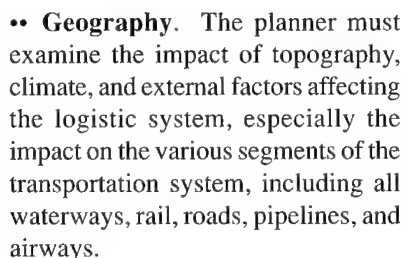 •• Geography. The planner must
examine the impact of topography,
climate, and external factors affecting
the logistic system, especially the
impact on the various segments of the
transportation system, including all
waterways, rail, roads, pipelines, and
airways.